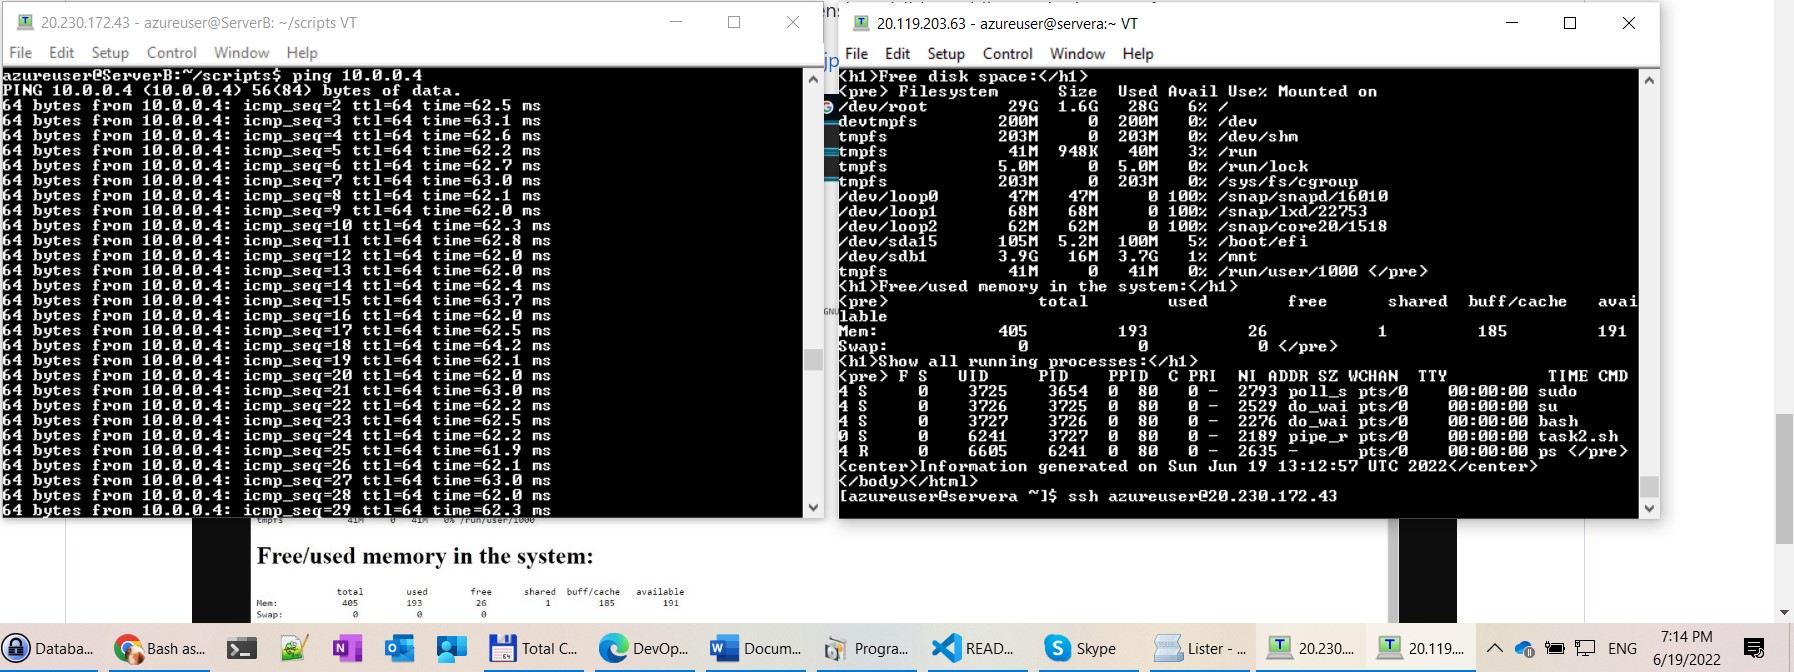 20.230.172.43 - azureuser@ServerB: ~/scripts VT
File Edit Setup Control Window Help
azureuser@ServerB:~/scripts$ ping 10.0.0.4
PING 10.0.0.4 (10.0.0.4) 56(84) bytes of data.
64 bytes from 10.0.0.4: icmp_seq=2 ttl=64 time=62.5 ms
64 bytes from 10.0.0.4: icmp_seq=3 ttl=64 time=63.1 ms
64 bytes from 10.0.0.4: icmp_seq=4 ttl=64 time=62.6 ms
64 bytes from 10.0.0.4: icmp_seq=5 ttl=64 time=62.2 ms
64 bytes from 10.0.0.4: icmp_seq=6 ttl=64 time=62.7 ms
64 bytes from 10.0.0.4: icmp_seq=7 ttl=64 time=63.0 ms
64 bytes from 10.0.0.4: icmp_seq=8 ttl=64 time=62.1 ms
64 bytes from 10.0.0.4: icmp_seq=9 ttl=64 time=62.0 ms
64 bytes from 10.0.0.4: icmp_seq=10 ttl=64 time=62.3 ms
64 bytes from 10.0.0.4: icmp_seq=11 ttl=64 time=62.8 ms
64 bytes from 10.0.0.4: icmp_seq=12 ttl=64 time=62.0 ms
64 bytes from 10.0.0.4: icmp_seq=13 ttl=64 time=62.0 ms
64 bytes from 10.0.0.4: icmp_seq=14 ttl=64 time=62.4 ms
64 bytes from 10.0.0.4: icmp_seq=15 ttl=64 time=63.7 ms
64 bytes from 10.0.0.4: icmp_seq=16 ttl=64 time=62.0 ms
64 bytes from 10.0.0.4: icmp_seq=17 ttl=64 time=62.5 ms
64 bytes from 10.0.0.4: icmp_seq=18 ttl=64 time=64.2 ms
64 bytes from 10.0.0.4: icmp_seq=19 ttl=64 time=62.1 ms
64 bytes from 10.0.0.4: icmp_seq=20 ttl=64 time=62.0 ms
64 bytes from 10.0.0.4: icmp_seq=21 ttl=64 time=63.0 ms
64 bytes from 10.0.0.4: icmp_seq=22 ttl=64 time=62.2 ms
64 bytes from 10.0.0.4: icmp_seq=23 ttl=64 time=62.5 ms
64 bytes from 10.0.0.4: icmp_seq=24 ttl=64 time=62.2 ms
64 bytes from 10.0.0.4: icmp_seq=25 ttl=64 time=61.9 ms
64 bytes from 10.0.0.4: icmp_seq=26 ttl=64 time=62.1 ms
64 bytes from 10.0.0.4: icmp_seq=27 ttl=64 time=63.0 ms
64 bytes from 10.0.0.4: icmp_seq=28 ttl=64 time=62.0 ms
64 bytes from 10.0.0.4: icmp_seq=29 ttl=64 time=62.3 ms
20.119.203.63 - azureuser@servera:~ VT
File Edit Setup Control Window Help
<h1>Free disk space:</h1>
<pre> Filesystem Size Used Avail Use% Mounted on
/dev/root 29G 1.6G 28G 6% /
devtmpfs 200M 0 200M 0% /dev
tmpfs 203M 0 203M 0% /dev/shm
tmpfs 41M 948K 40M 3% /run
tmpfs 5.0M 0 5.0M 0% /run/lock
tmpfs 203M 0 203M 0% /sys/fs/cgroup
/dev/loop0 47M 47M 0 100% /snap/snapd/16010
/dev/loop1 68M 68M 0 100% /snap/lxd/22753
/dev/loop2 62M 62M 0 100% /snap/core20/1518
/dev/sda15 105M 5.2M 100M 5% /boot/efi
/dev/sdb1 3.9G 16M 3.7G 1% /mnt
tmpfs 41M 0 41M 0% /run/user/1000 </pre>
<h1>Free/used memory in the system:</h1>
<pre> total used free shared buff/cache avai
lable
Mem: 405 193 26 1 185 191
Swap: 0 0 0 </pre>
<h1>Show all running processes:</h1>
<pre> F S UID PID PPID C PRI NI ADDR SZ WCHAN TTY TIME CMD
4 S 0 3725 3654 0 80 0 - 2793 poll_s pts/0 00:00:00 sudo
4 S 0 3726 3725 0 80 0 - 2529 do_wai pts/0 00:00:00 su
4 S 0 3727 3726 0 80 0 - 2276 do_wai pts/0 00:00:00 bash
0 S 0 6241 3727 0 80 0 - 2189 pipe_r pts/0 00:00:00 task2.sh
4 R 0 6605 6241 0 80 0 - 2635 - pts/0 00:00:00 ps </pre>
<center>Information generated on Sun Jun 19 13:12:57 UTC 2022</center>
</body></html>
[azureuser@servera ~]$ ssh azureuser@20.230.172.43
tmpfs 41M 0 41M 0% /run/user/1000
Free/used memory in the system:
total used free shared buff/cache available
Mem: 405 193 26 1 185 191
Swap: 0 0 0
Databa... Bash as... Total C... DevOp... Docum... Progra... READ... Skype Lister - ... 20.230.... 20.119.... ENG 7:14 PM
6/19/2022